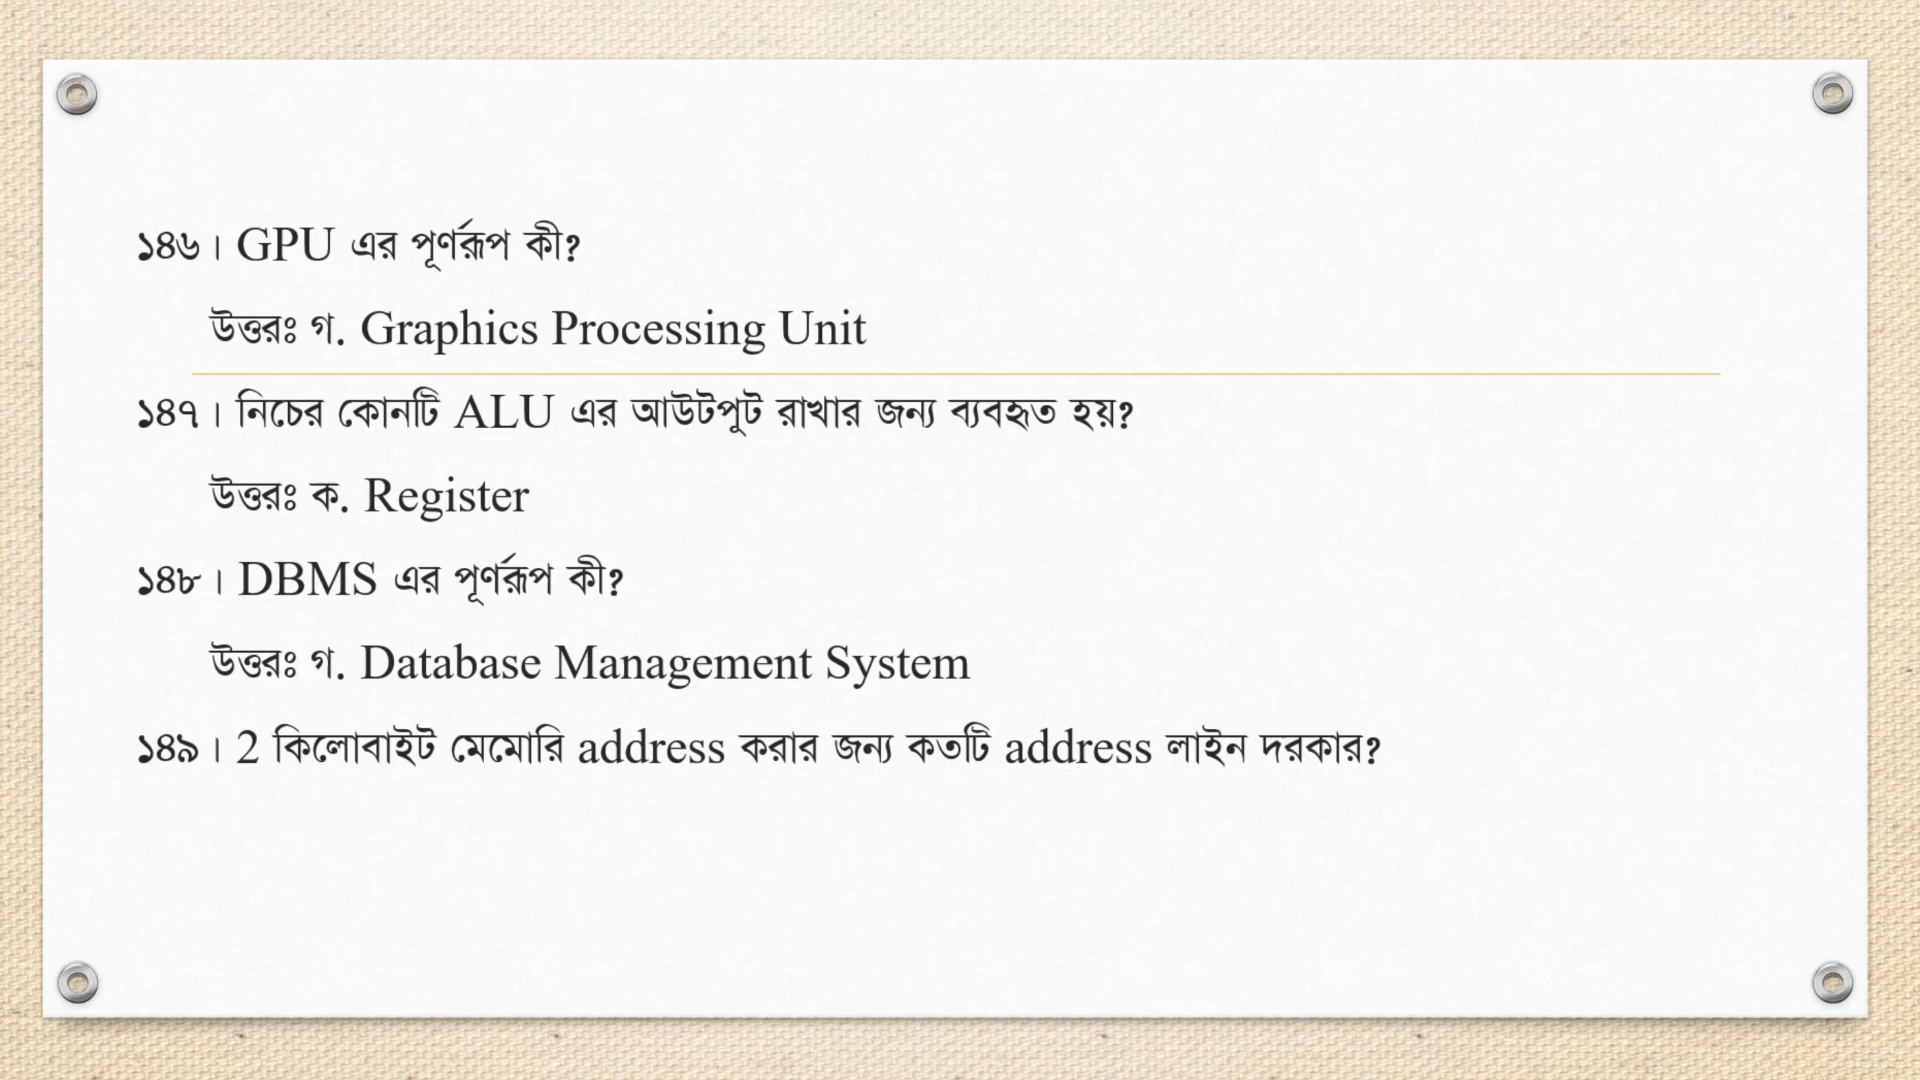 ১৪৬। GPU এর পূর্ণরূপ কী?
উত্তরঃ গ. Graphics Processing Unit
১৪৭। নিচের কোনটি ALU এর আউটপুট রাখার জন্য ব্যবহৃত হয়?
উত্তরঃ ক. Register
১৪৮। DBMS এর পূর্ণরূপ কী?
উত্তরঃ গ. Database Management System
১৪৯। 2 কিলোবাইট মেমোরি address করার জন্য কতটি address লাইন দরকার?